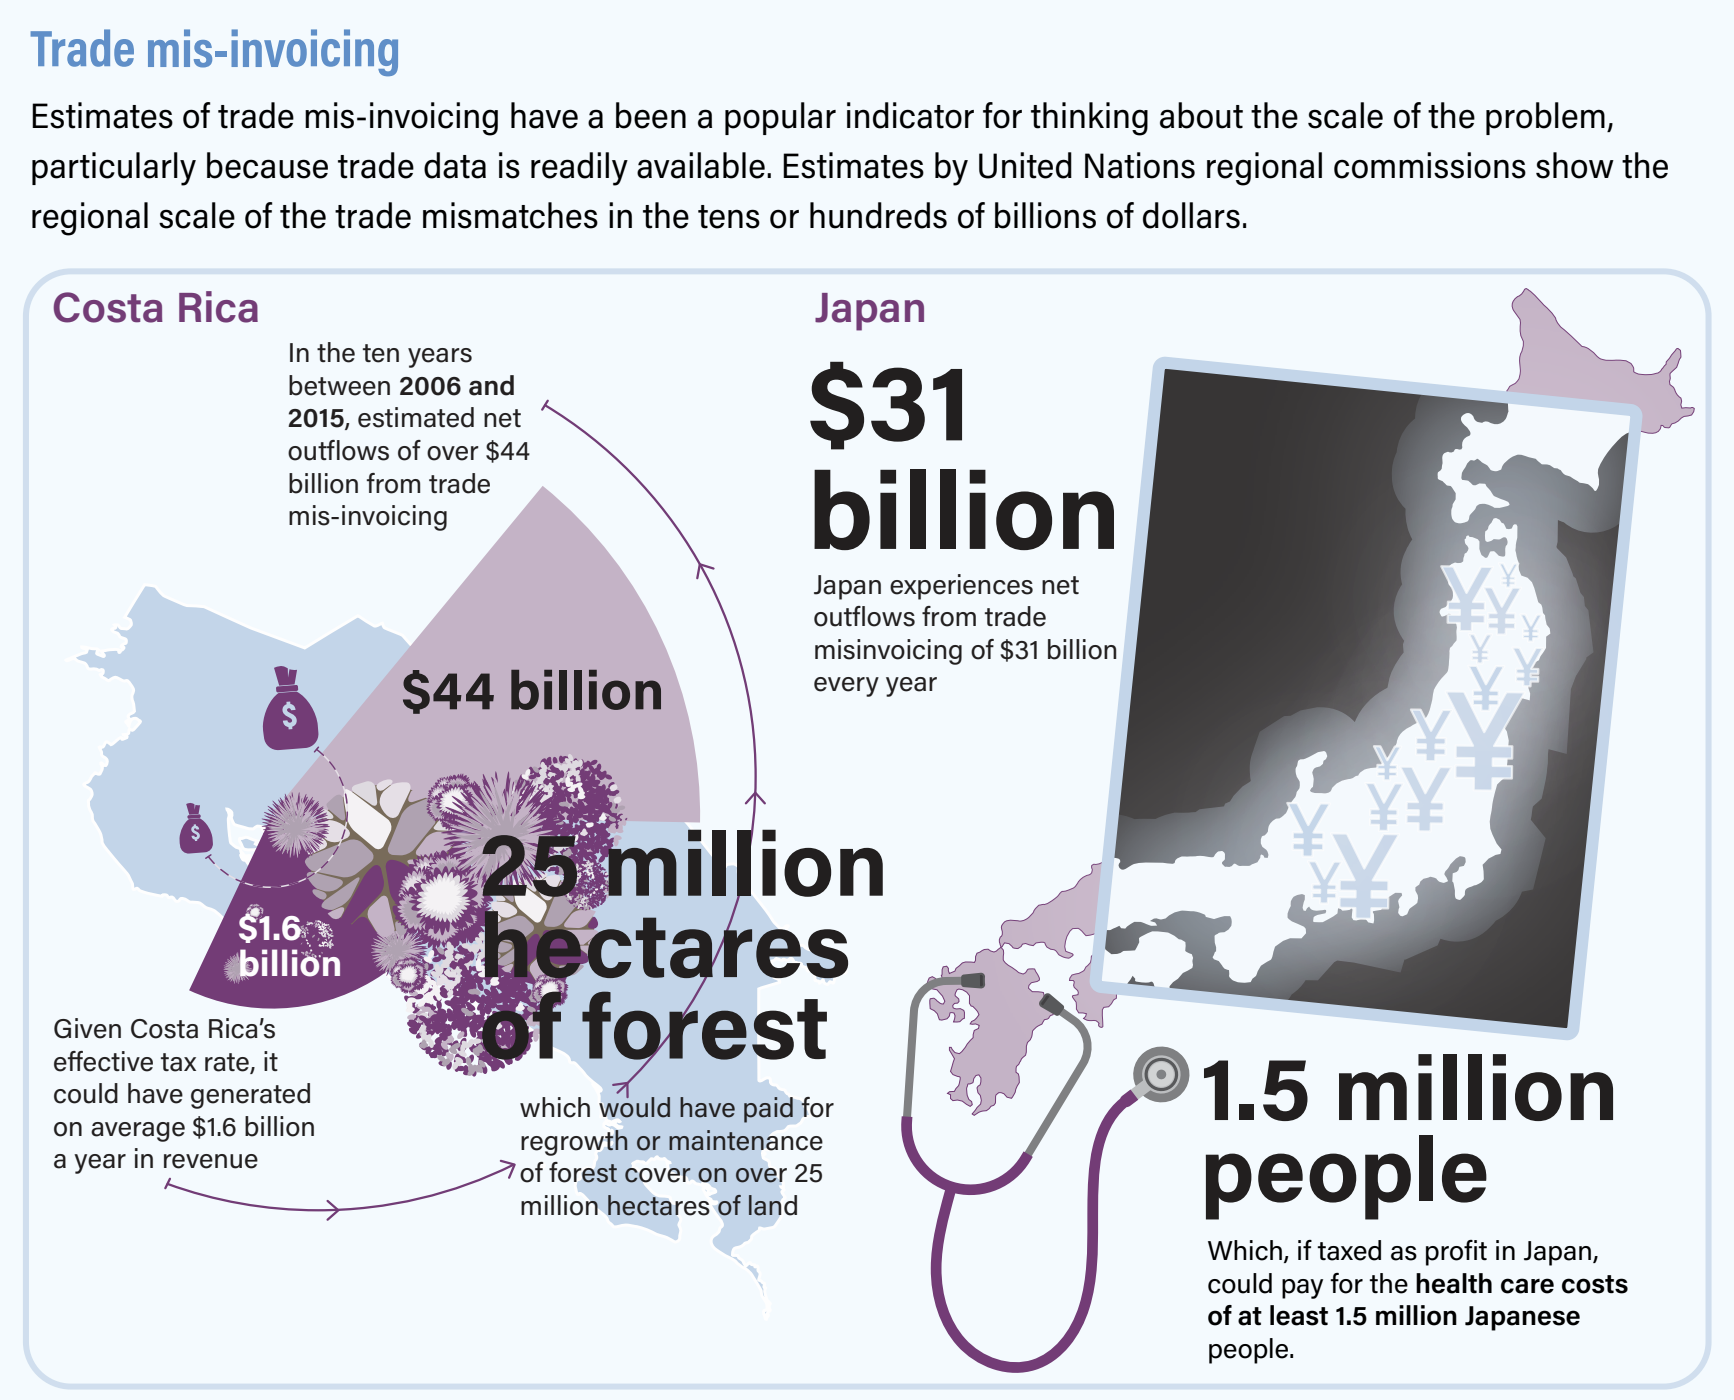 Trade mis-invoicing
Estimates of trade mis-invoicing have a been a popular indicator for thinking about the scale of the problem,
particularly because trade data is readily available. Estimates by United Nations regional commissions show the
regional scale of the trade mismatches in the tens or hundreds of billions of dollars.
Costa Rica
In the ten years
between 2006 and
2015, estimated net
outflows of over $44
billion from trade
mis-invoicing
$44 billion
$
$
$1.6
billion
25 million
hectares
of forest
Given Costa Rica's
effective tax rate, it
could have generated
on average $1.6 billion
a year in revenue
which would have paid for
regrowth or maintenance
of forest cover on over 25
million hectares of land
Japan
$31
billion
Japan experiences net
outflows from trade
misinvoicing of $31 billion
every year
¥ ¥
¥ ¥
¥ ¥
¥
¥ ¥
¥ ¥
¥ ¥
¥ ¥
1.5 million
people
Which, if taxed as profit in Japan,
could pay for the health care costs
of at least 1.5 million Japanese
people.